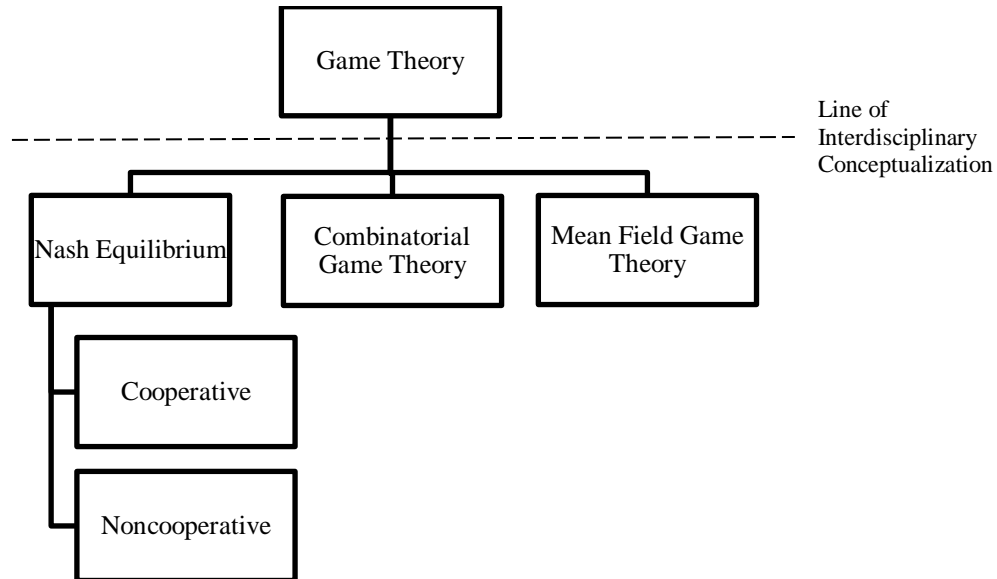 Game Theory
Line of
Interdisciplinary
Conceptualization
Nash Equilibrium
Combinatorial
Game Theory
Mean Field Game
Theory
Cooperative
Noncooperative